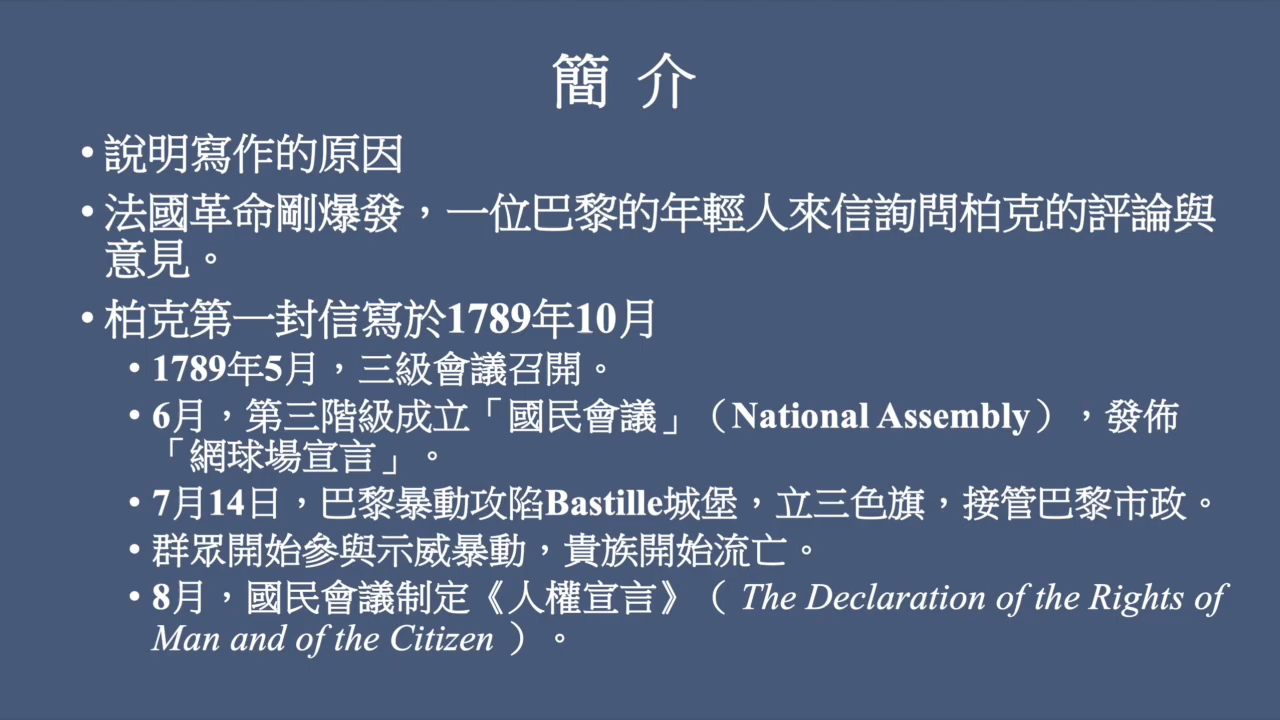 簡 介
•說明寫作的原因
•法國革命剛爆發，一位巴黎的年輕人來信詢問柏克的評論與
意見。
•柏克第一封信寫於1789年10月
•1789年5月，三級會議召開。
•6月，第三階級成立「國民會議」（National Assembly），發佈
「網球場宣言」。
•7月14日，巴黎暴動攻陷Bastille城堡，立三色旗，接管巴黎市政。
•群眾開始參與示威暴動，貴族開始流亡。
•8月，國民會議制定《人權宣言》（ The Declaration of the Rights of
Man and of the Citizen ）。